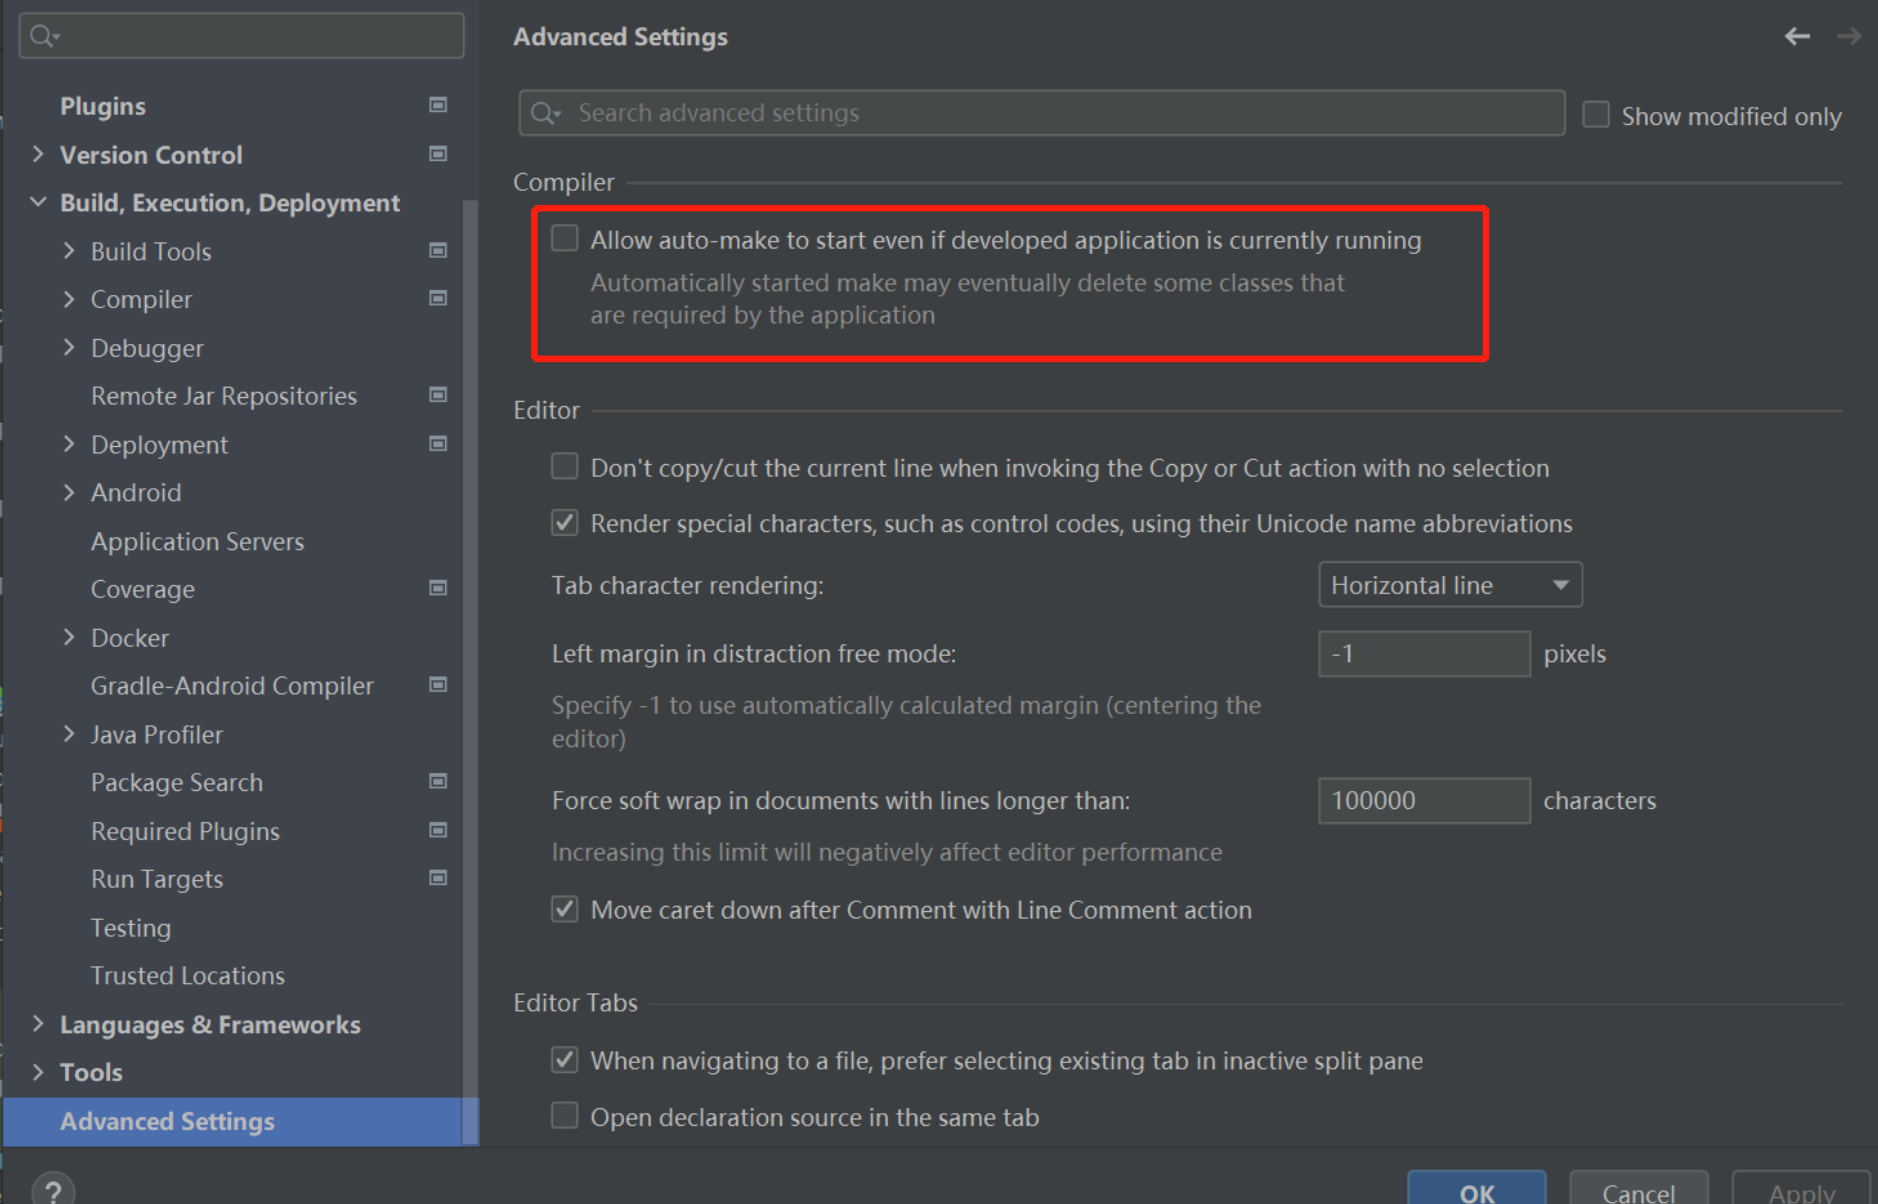 Advanced Settings
Search advanced settings
Show modified only
Plugins
Version Control
Build, Execution, Deployment
Build Tools
Compiler
Debugger
Remote Jar Repositories
Deployment
Android
Application Servers
Coverage
Docker
Gradle-Android Compiler
Java Profiler
Package Search
Required Plugins
Run Targets
Testing
Trusted Locations
Languages & Frameworks
Tools
Advanced Settings
Compiler
Allow auto-make to start even if developed application is currently running
Automatically started make may eventually delete some classes that
are required by the application
Editor
Don't copy/cut the current line when invoking the Copy or Cut action with no selection
Render special characters, such as control codes, using their Unicode name abbreviations
Tab character rendering: Horizontal line
Left margin in distraction free mode: -1 pixels
Specify -1 to use automatically calculated margin (centering the
editor)
Force soft wrap in documents with lines longer than: 100000 characters
Increasing this limit will negatively affect editor performance
Move caret down after Comment with Line Comment action
Editor Tabs
When navigating to a file, prefer selecting existing tab in inactive split pane
Open declaration source in the same tab
? OK Cancel Apply